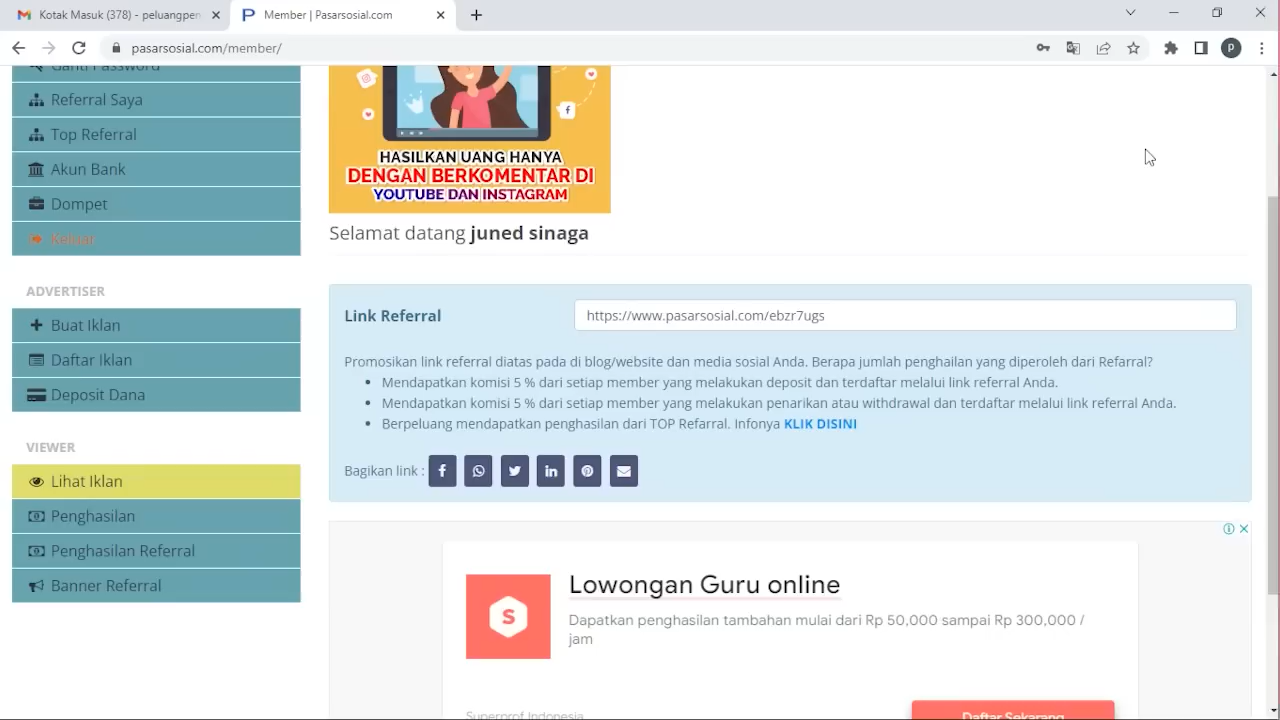 Kotak Masuk (378) - peluangpen
Member | Pasarsosial.com
pasarsosial.com/member/
P
Ganti Password
Referral Saya
Top Referral
Akun Bank
Dompet
Keluar
ADVERTISER
Buat Iklan
Daftar Iklan
Deposit Dana
VIEWER
Lihat Iklan
Penghasilan
Penghasilan Referral
Banner Referral
HASILKAN UANG HANYA
DENGAN BERKOMENTAR DI
YOUTUBE DAN INSTAGRAM
Selamat datang juned sinaga
Link Referral
https://www.pasarsosial.com/ebzr7ugs
Promosikan link referral diatas pada di blog/website dan media sosial Anda. Berapa jumlah penghailan yang diperoleh dari Refarral?
• Mendapatkan komisi 5 % dari setiap member yang melakukan deposit dan terdaftar melalui link referral Anda.
• Mendapatkan komisi 5 % dari setiap member yang melakukan penarikan atau withdrawal dan terdaftar melalui link referral Anda.
• Berpeluang mendapatkan penghasilan dari TOP Refarral. Infonya KLIK DISINI
Bagikan link :
S
Lowongan Guru online
Dapatkan penghasilan tambahan mulai dari Rp 50,000 sampai Rp 300,000 /
jam
Superprof Indonesia
Daftar Sekarang